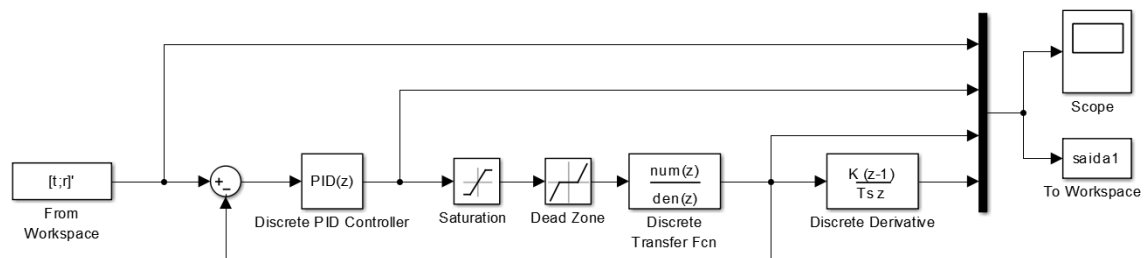 Scope
[t;r]'
From
Workspace
+
−
PID(z)
Discrete PID Controller
Saturation
Dead Zone
num(z)
den(z)
Discrete
Transfer Fcn
K (z-1)
Ts z
Discrete Derivative
saida1
To Workspace